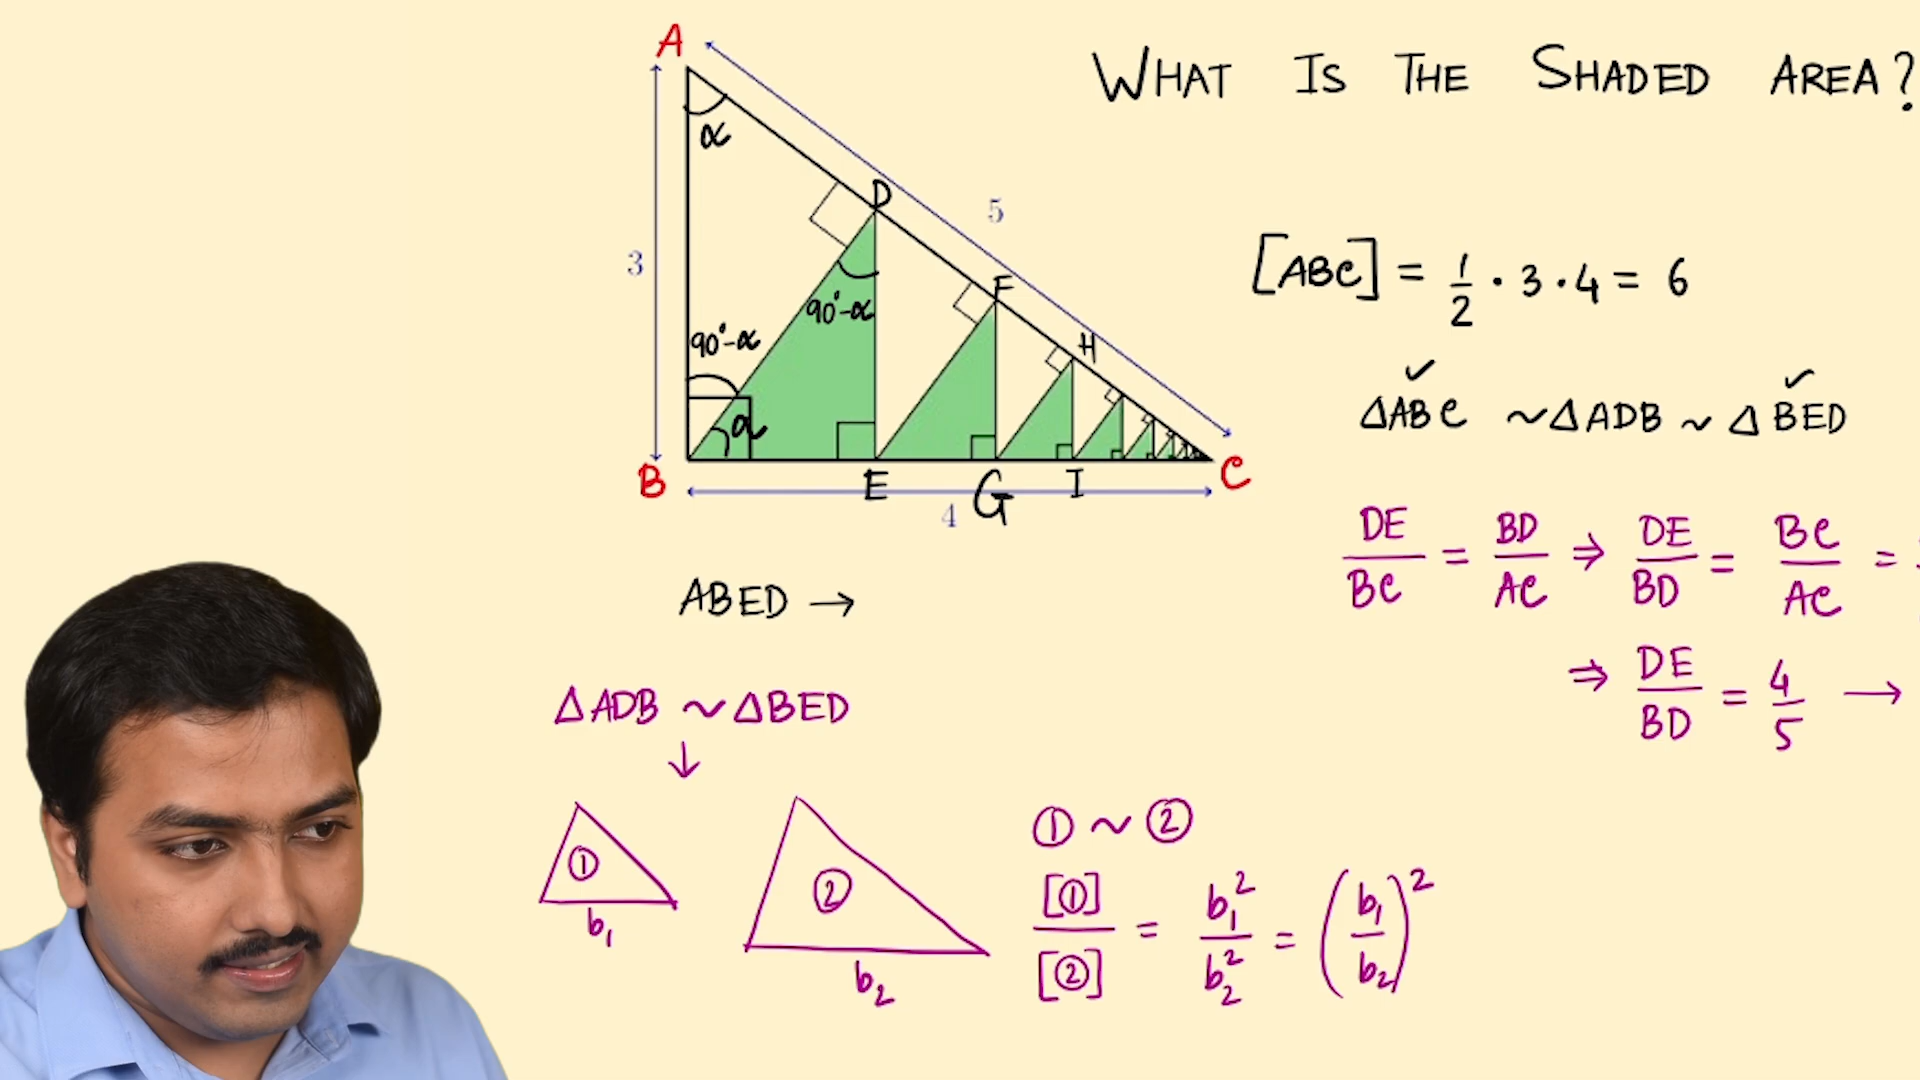 WHAT IS THE SHADED AREA?
A
α
D
5
3
90°-α
F
90°-α
H
α
B
E
G
I
C
4
[ABC] = 1/2 · 3 · 4 = 6
✓ ✓
ΔABC ~ ΔADB ~ Δ BED
DE/BC = BD/AC ⇒ DE/BD = BC/AC =
⇒ DE/BD = 4/5 →
ABED →
ΔADB ~ ΔBED
↓
① b₁
② b₂
① ~ ②
[①]/[②] = b₁²/b₂² = (b₁/b₂)²